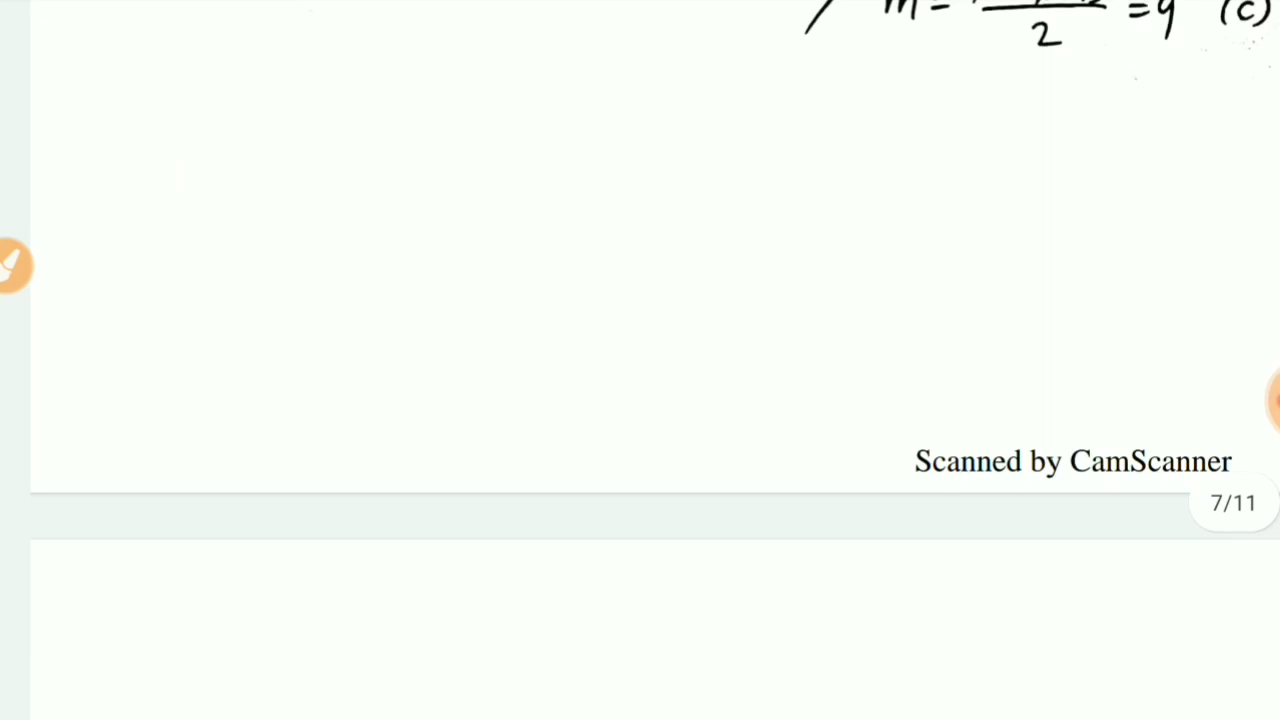 m = 2 = 9 (c)
Scanned by CamScanner
7/11